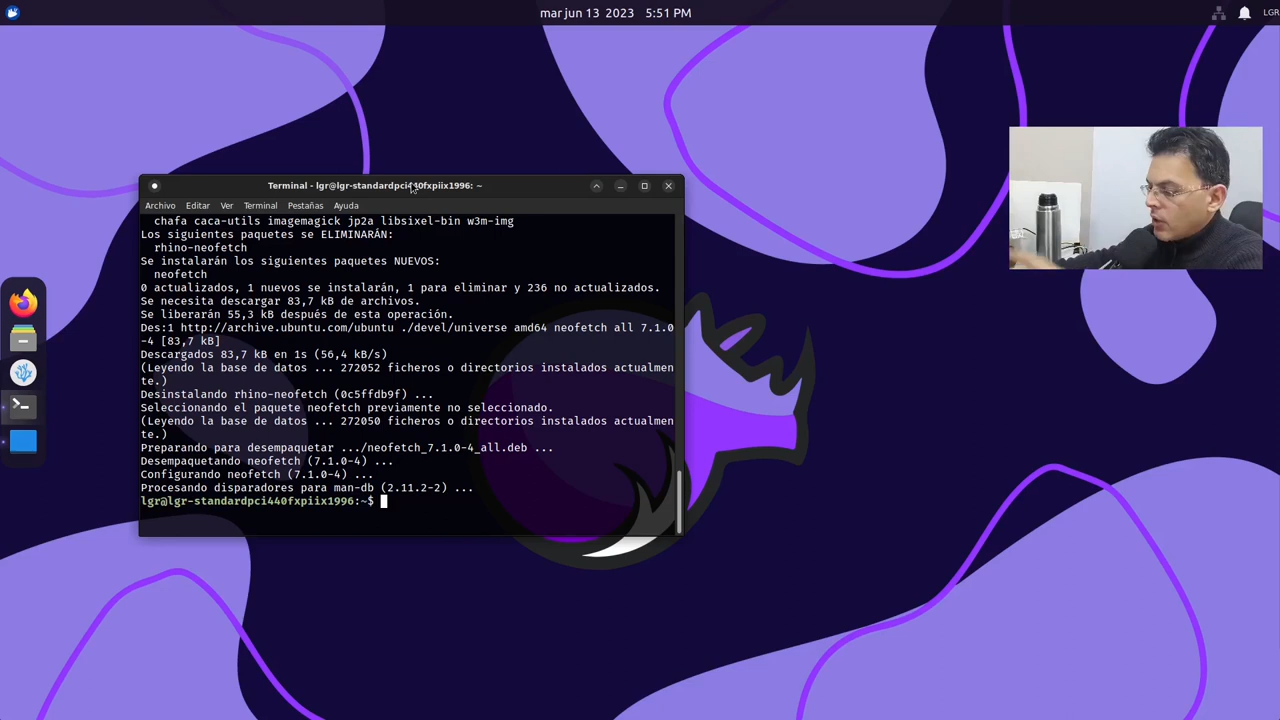 mar jun 13 2023 5:51 PM
LGR
Terminal - lgr@lgr-standardpci440fxpiix1996: ~
Archivo Editar Ver Terminal Pestañas Ayuda
chafa caca-utils imagemagick jp2a libsixel-bin w3m-img
Los siguientes paquetes se ELIMINARÁN:
rhino-neofetch
Se instalarán los siguientes paquetes NUEVOS:
neofetch
0 actualizados, 1 nuevos se instalarán, 1 para eliminar y 236 no actualizados.
Se necesita descargar 83,7 kB de archivos.
Se liberarán 55,3 kB después de esta operación.
Des:1 http://archive.ubuntu.com/ubuntu ./devel/universe amd64 neofetch all 7.1.0
-4 [83,7 kB]
Descargados 83,7 kB en 1s (56,4 kB/s)
(Leyendo la base de datos ... 272052 ficheros o directorios instalados actualmen
te.)
Desinstalando rhino-neofetch (0c5ffdb9f) ...
Seleccionando el paquete neofetch previamente no seleccionado.
(Leyendo la base de datos ... 272050 ficheros o directorios instalados actualmen
te.)
Preparando para desempaquetar .../neofetch_7.1.0-4_all.deb ...
Desempaquetando neofetch (7.1.0-4) ...
Configurando neofetch (7.1.0-4) ...
Procesando disparadores para man-db (2.11.2-2) ...
lgr@lgr-standardpci440fxpiix1996:~$